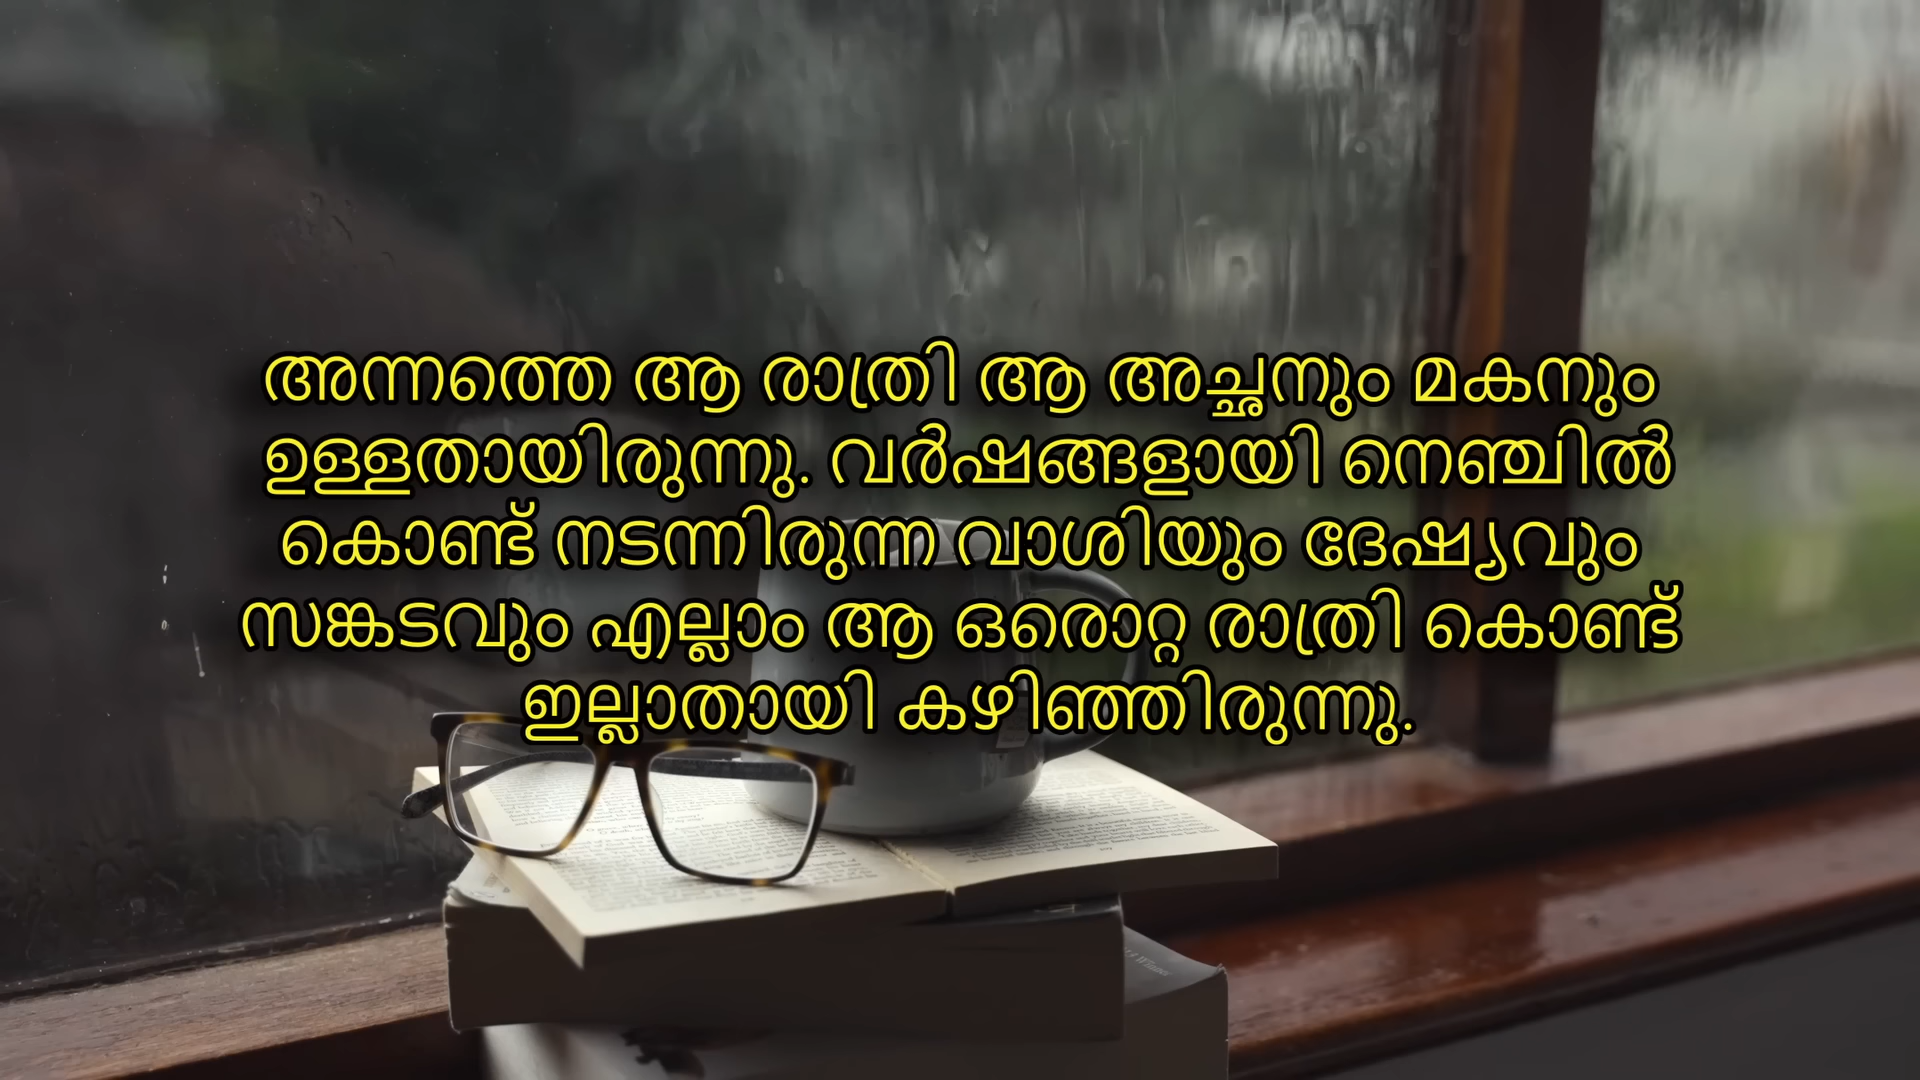 അന്നത്തെ ആ രാത്രി ആ അച്ഛനും മകനും
ഉള്ളതായിരുന്നു. വർഷങ്ങളായി നെഞ്ചിൽ
കൊണ്ട് നടന്നിരുന്ന വാശിയും ദേഷ്യവും
സങ്കടവും എല്ലാം ആ ഒരൊറ്റ രാത്രി കൊണ്ട്
ഇല്ലാതായി കഴിഞ്ഞിരുന്നു.